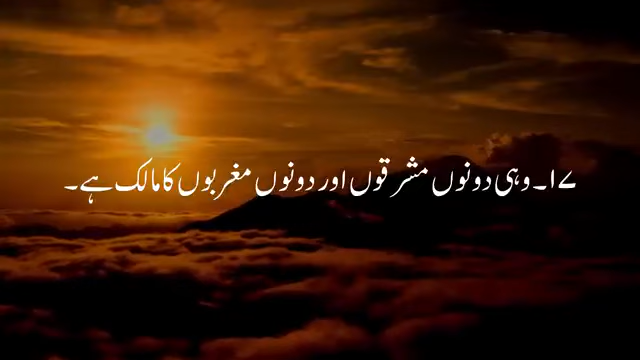 ۱۷۔ وہی دونوں مشرقوں اور دونوں مغربوں کا مالک ہے۔